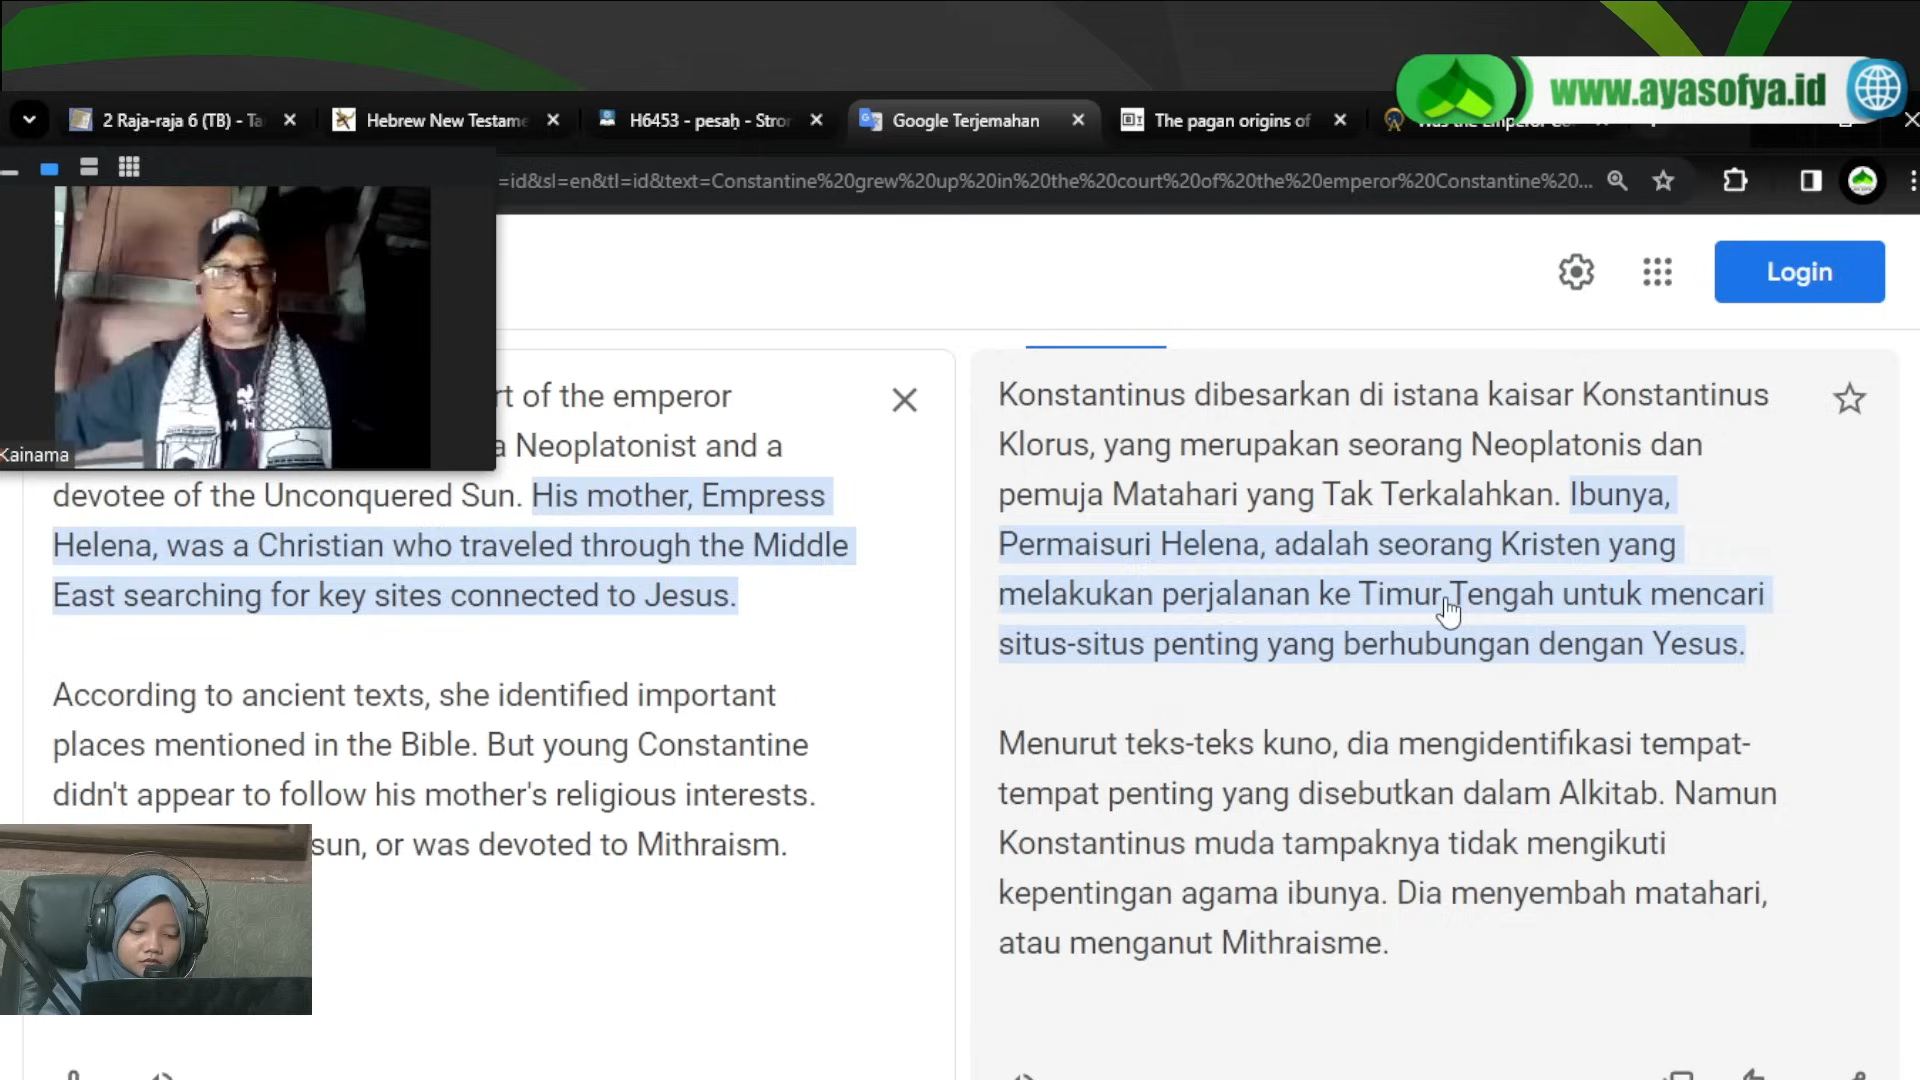 www.ayasofya.id
2 Raja-raja 6 (TB) - Ta
Hebrew New Testame
H6453 - pesaḥ - Stro
Google Terjemahan
The pagan origins of
=id&sl=en&tl=id&text=Constantine%20grew%20up%20in%20the%20court%20of%20the%20emperor%20Constantine%20...
Login
Kainama
rt of the emperor
a Neoplatonist and a
devotee of the Unconquered Sun. His mother, Empress
Helena, was a Christian who traveled through the Middle
East searching for key sites connected to Jesus.
According to ancient texts, she identified important
places mentioned in the Bible. But young Constantine
didn't appear to follow his mother's religious interests.
sun, or was devoted to Mithraism.
Konstantinus dibesarkan di istana kaisar Konstantinus
Klorus, yang merupakan seorang Neoplatonis dan
pemuja Matahari yang Tak Terkalahkan. Ibunya,
Permaisuri Helena, adalah seorang Kristen yang
melakukan perjalanan ke Timur Tengah untuk mencari
situs-situs penting yang berhubungan dengan Yesus.
Menurut teks-teks kuno, dia mengidentifikasi tempat-
tempat penting yang disebutkan dalam Alkitab. Namun
Konstantinus muda tampaknya tidak mengikuti
kepentingan agama ibunya. Dia menyembah matahari,
atau menganut Mithraisme.